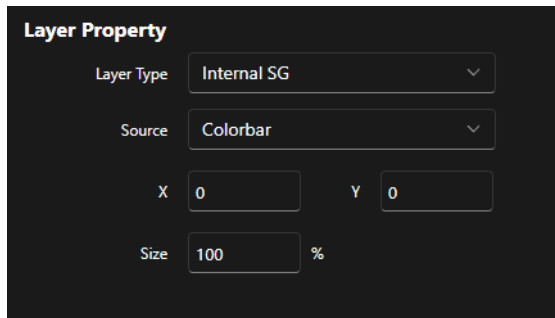 Layer Property
Layer Type Internal SG
Source Colorbar
X 0 Y 0
Size 100 %